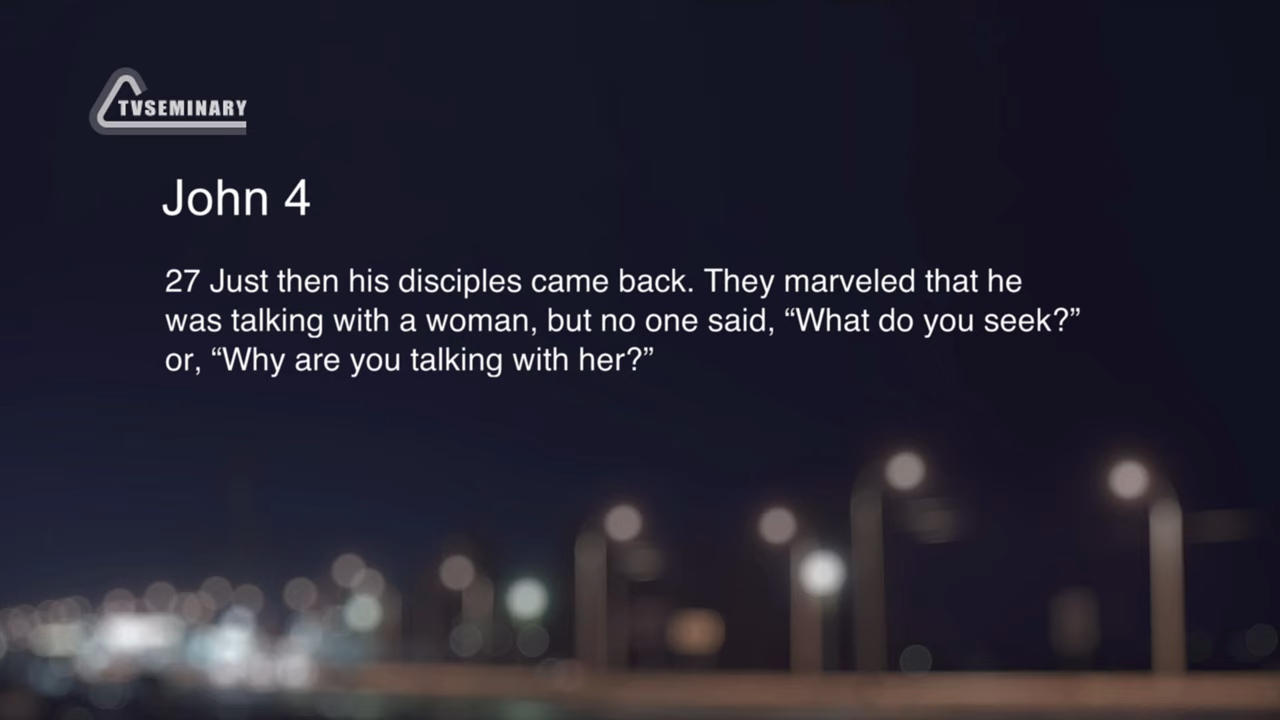 TVSEMINARY
John 4
27 Just then his disciples came back. They marveled that he
was talking with a woman, but no one said, “What do you seek?”
or, “Why are you talking with her?”